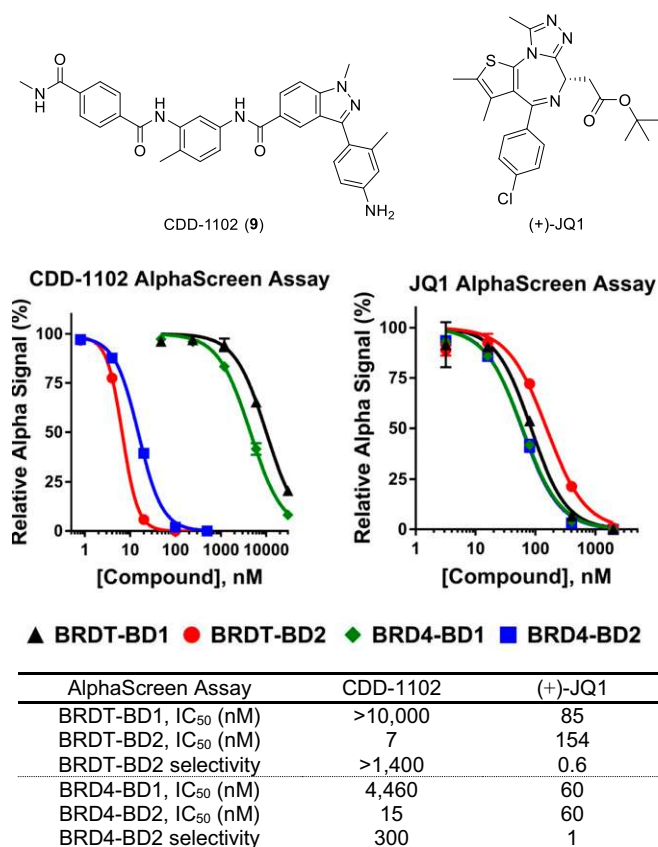 CH₃
S
N
N
N
N
O
O
Cl
H
N
O
N
H
O
H
N
O
N
N
NH₂
CDD-1102 (9)
(+)-JQ1
CDD-1102 AlphaScreen Assay
Relative Alpha Signal (%)
100
75
50
25
0
1
10
100
1000
10000
[Compound], nM
JQ1 AlphaScreen Assay
Relative Alpha Signal (%)
100
75
50
25
0
1
10
100
1000
[Compound], nM
BRDT-BD1 BRDT-BD2 BRD4-BD1 BRD4-BD2
AlphaScreen Assay CDD-1102 (+)-JQ1
BRDT-BD1, IC₅₀ (nM) >10,000 85
BRDT-BD2, IC₅₀ (nM) 7 154
BRDT-BD2 selectivity >1,400 0.6
BRD4-BD1, IC₅₀ (nM) 4,460 60
BRD4-BD2, IC₅₀ (nM) 15 60
BRD4-BD2 selectivity 300 1